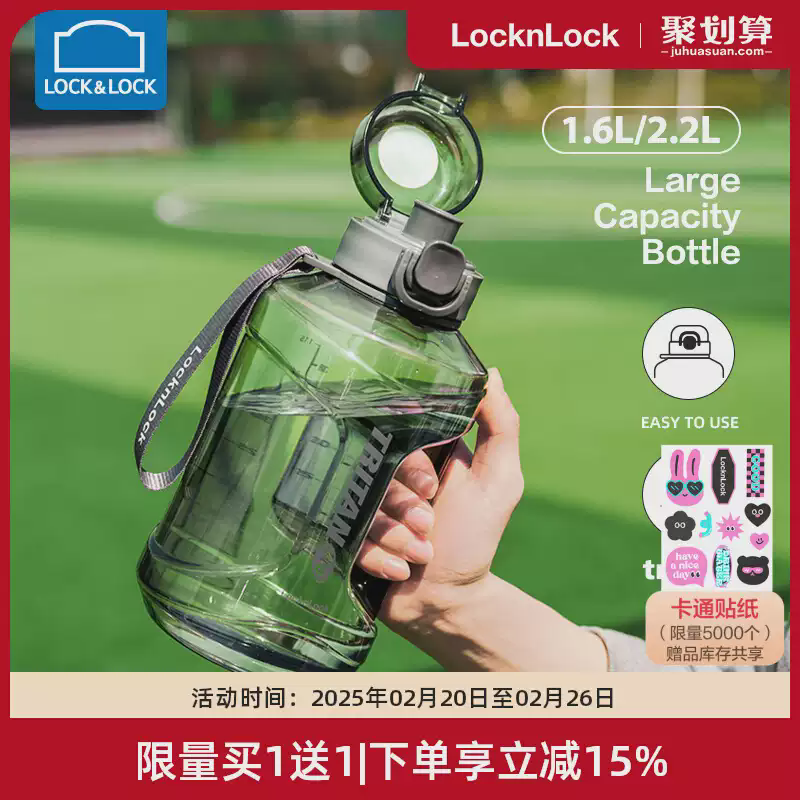 LOCK&LOCK
LocknLock
聚划算
juhuasuan.com
1.6L/2.2L
Large
Capacity
Bottle
EASY TO USE
LocknLock
TRITAN
LocknLock
have
a nice
day
卡通贴纸
（限量5000个）
赠品库存共享
活动时间：2025年02月20日至02月26日
限量买1送1|下单享立减15%